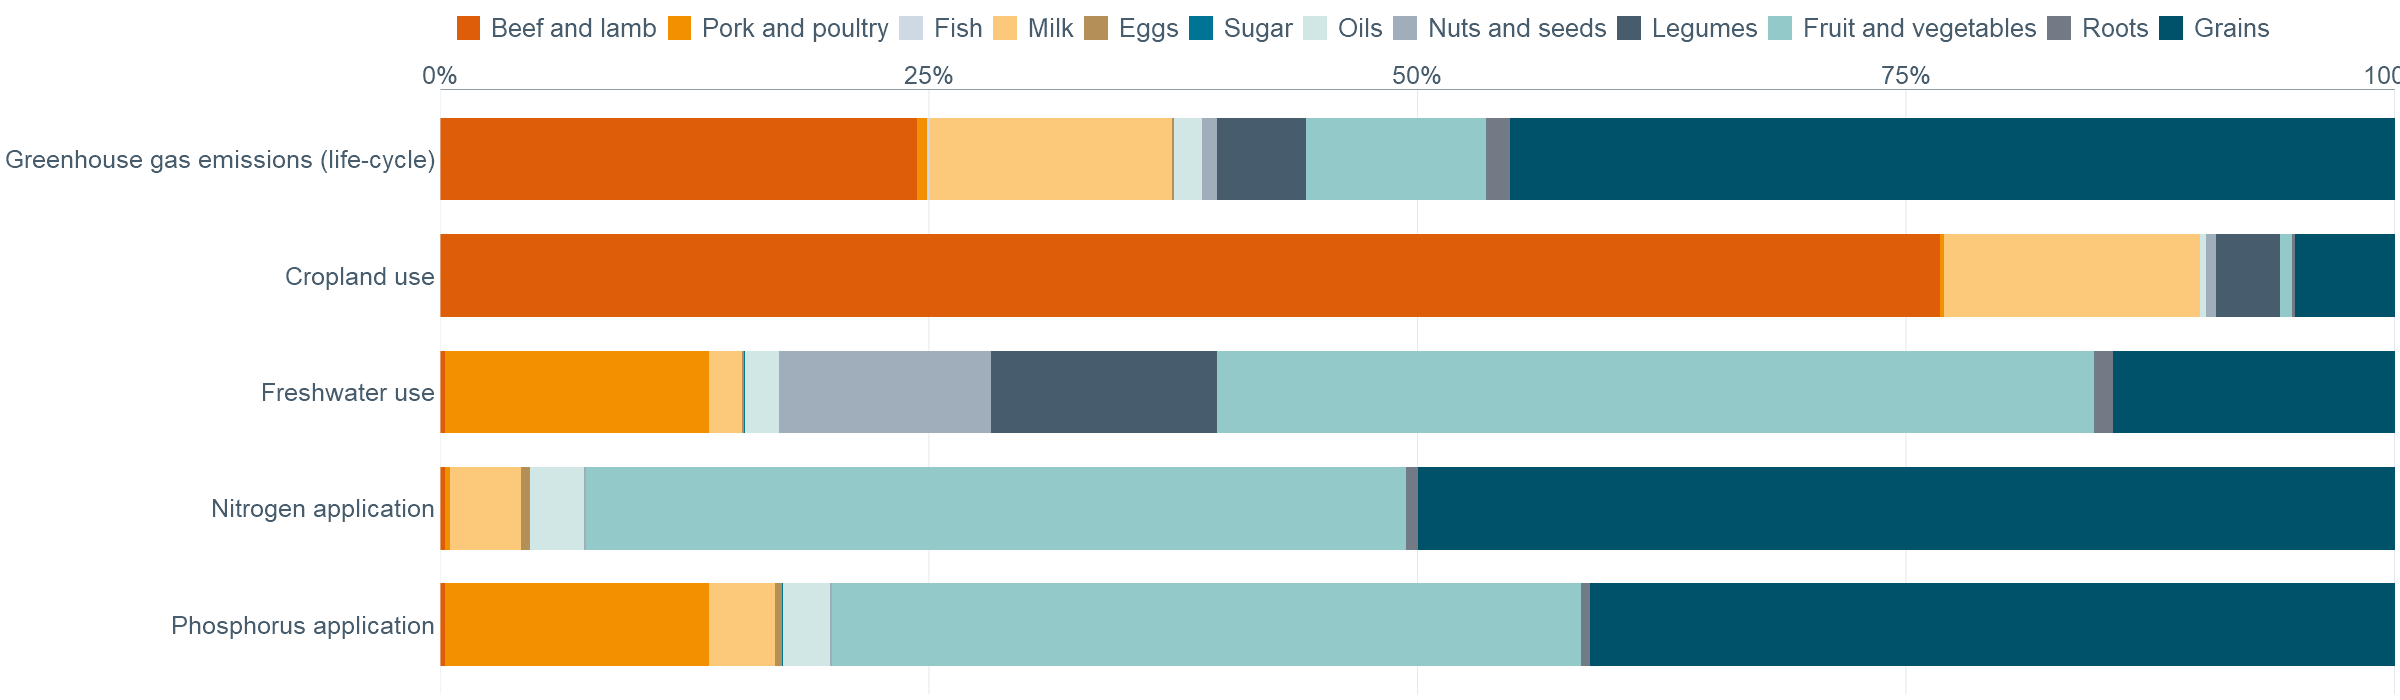 Beef and lamb Pork and poultry Fish Milk Eggs Sugar Oils Nuts and seeds Legumes Fruit and vegetables Roots Grains
0% 25% 50% 75% 100
Greenhouse gas emissions (life-cycle)
Cropland use
Freshwater use
Nitrogen application
Phosphorus application